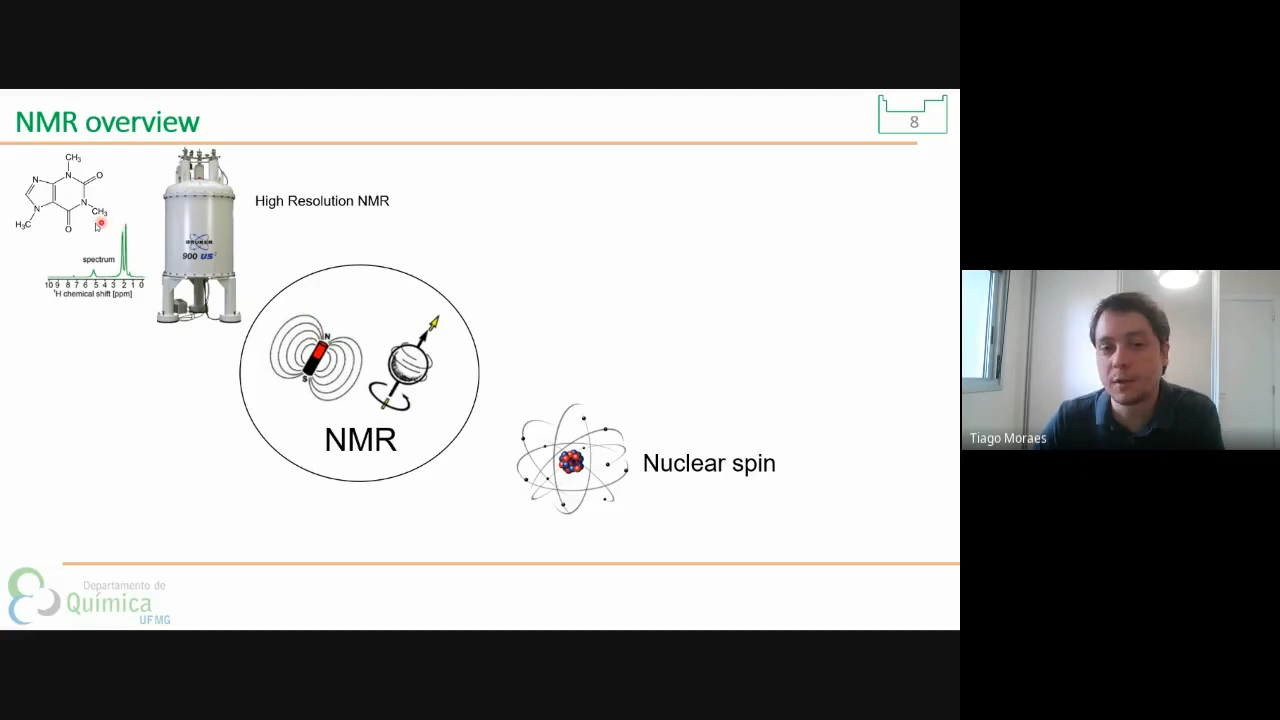 NMR overview
8
CH₃
N
N
O
N
CH₃
N
H₃C
O
BRUKER
900 US²
High Resolution NMR
spectrum
10 9 8 7 6 5 4 3 2 1 0
¹H chemical shift [ppm]
N
S
NMR
Nuclear spin
Tiago Moraes
Departamento de
Química
UFMG